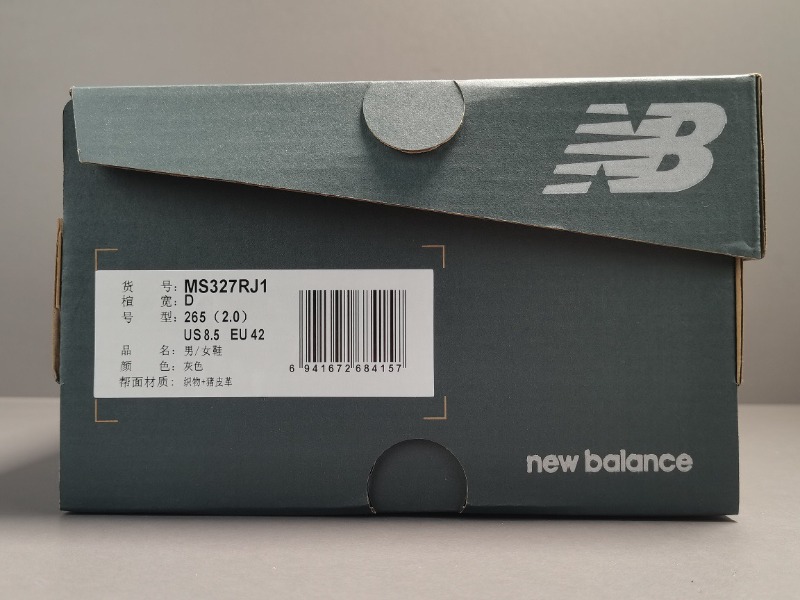 NB
货 号: MS327RJ1
楦 宽: D
号 型: 265 (2.0)
US 8.5 EU 42
品 名: 男/女鞋
颜 色: 灰色
帮面材质: 织物+猪皮革
6 941672 684157
new balance